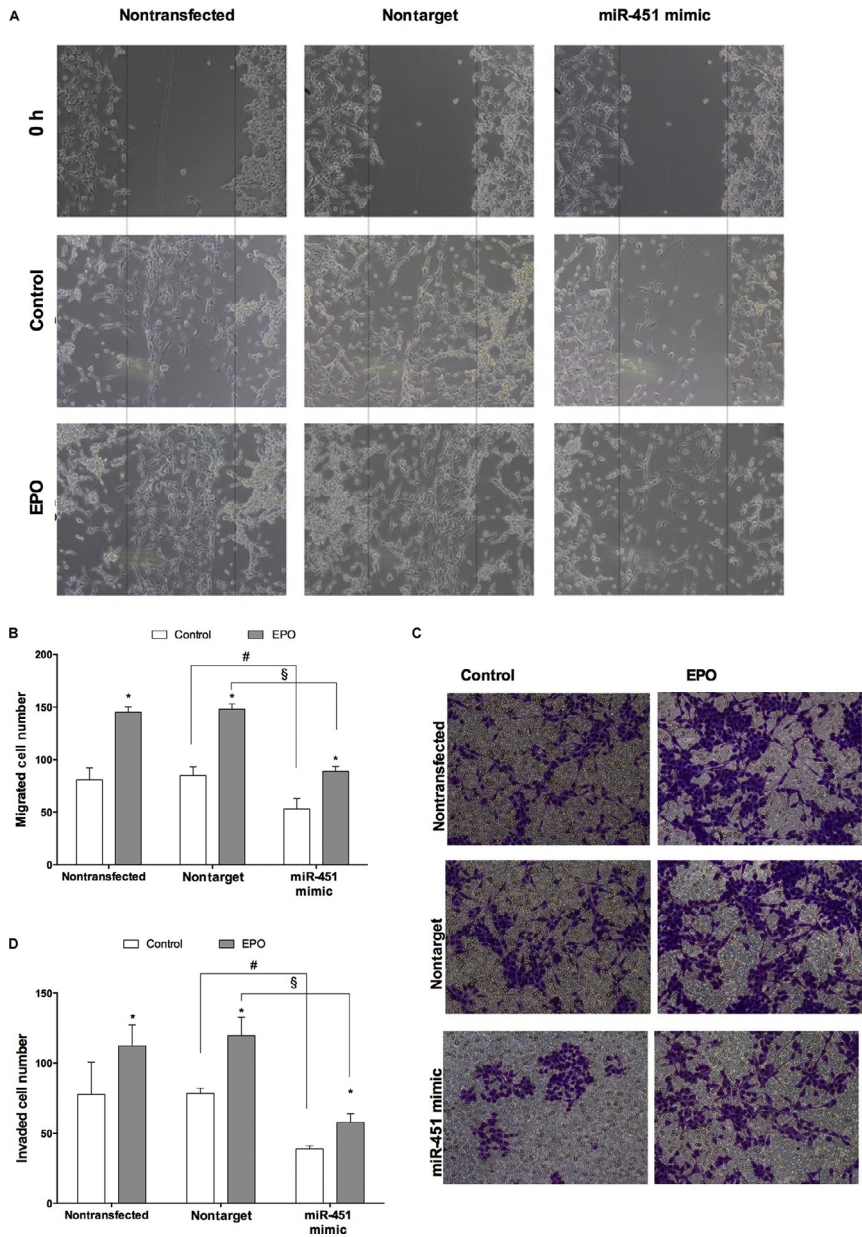 A
Nontransfected Nontarget miR-451 mimic
0 h
Control
EPO
B
Control EPO
# 
§
* * *
Migrated cell number
200
150
100
50
0
Nontransfected Nontarget miR-451 mimic
C
Control EPO
Nontransfected
Nontarget
miR-451 mimic
D
Control EPO
#
§
* * *
Invaded cell number
150
100
50
0
Nontransfected Nontarget miR-451 mimic